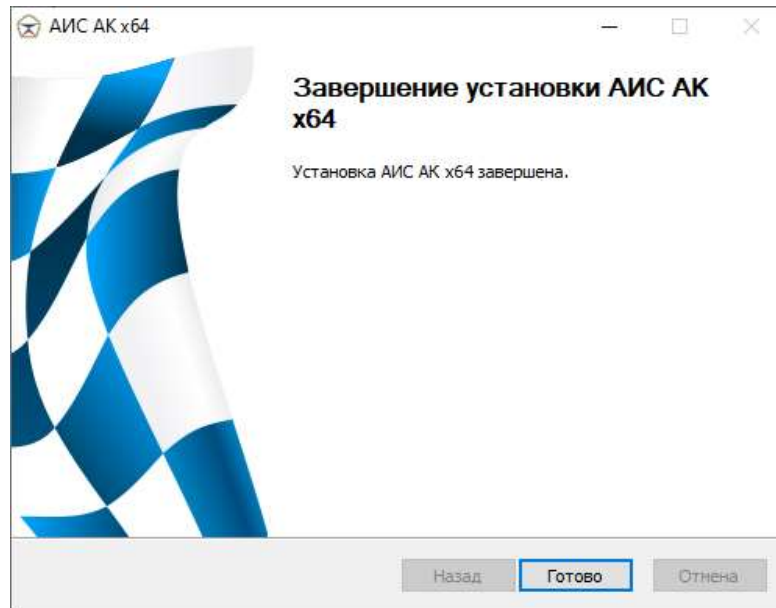 АИС АК x64
Завершение установки АИС АК
x64
Установка АИС АК x64 завершена.
Назад
Готово
Отмена